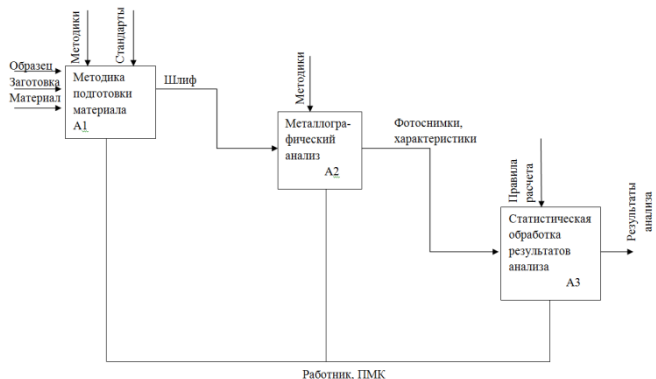 Методики
Стандарты
Образец
Заготовка
Материал
Методика
подготовки
материала
А1
Шлиф
Методики
Металлогра-
фический
анализ
А2
Фотоснимки,
характеристики
Правила
расчета
Статистическая
обработка
результатов
анализа
А3
Результаты
анализа
Работник, ПМК